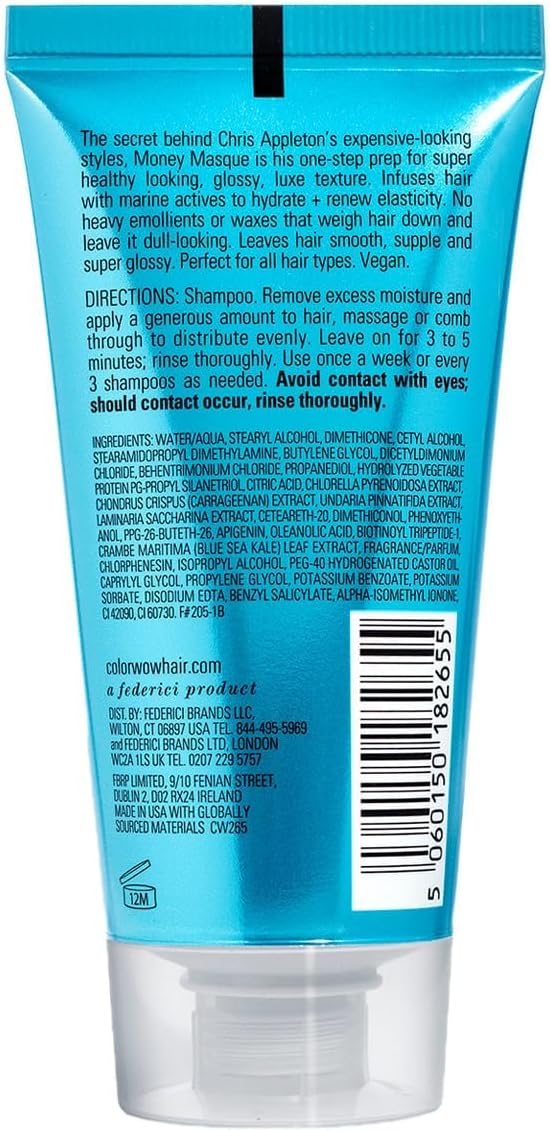 The secret behind Chris Appleton's expensive-looking
styles, Money Masque is his one-step prep for super
healthy looking, glossy, luxe texture. Infuses hair
with marine actives to hydrate + renew elasticity. No
heavy emollients or waxes that weigh hair down and
leave it dull-looking. Leaves hair smooth, supple and
super glossy. Perfect for all hair types. Vegan.
DIRECTIONS: Shampoo. Remove excess moisture and
apply a generous amount to hair, massage or comb
through to distribute evenly. Leave on for 3 to 5
minutes; rinse thoroughly. Use once a week or every
3 shampoos as needed. Avoid contact with eyes;
should contact occur, rinse thoroughly.
INGREDIENTS: WATER/AQUA, STEARYL ALCOHOL, DIMETHICONE, CETYL ALCOHOL,
STEARAMIDOPROPYL DIMETHYLAMINE, BUTYLENE GLYCOL, DICETYLDIMONIUM
CHLORIDE, BEHENTRIMONIUM CHLORIDE, PROPANEDIOL, HYDROLYZED VEGETABLE
PROTEIN PG-PROPYL SILANETRIOL, CITRIC ACID, CHLORELLA PYRENOIDOSA EXTRACT,
CHONDRUS CRISPUS (CARRAGEENAN) EXTRACT, UNDARIA PINNATIFIDA EXTRACT,
LAMINARIA SACCHARINA EXTRACT, CETEARETH-20, DIMETHICONOL, PHENOXYETH-
ANOL, PPG-26-BUTETH-26, APIGENIN, OLEANOLIC ACID, BIOTINOYL TRIPEPTIDE-1,
CRAMBE MARITIMA (BLUE SEA KALE) LEAF EXTRACT, FRAGRANCE/PARFUM,
CHLORPHENESIN, ISOPROPYL ALCOHOL, PEG-40 HYDROGENATED CASTOR OIL,
CAPRYLYL GLYCOL, PROPYLENE GLYCOL, POTASSIUM BENZOATE, POTASSIUM
SORBATE, DISODIUM EDTA, BENZYL SALICYLATE, ALPHA-ISOMETHYL IONONE,
CI 42090, CI 60730. F#205-1B
colorwowhair.com
a federici product
DIST. BY: FEDERICI BRANDS LLC,
WILTON, CT 06897 USA TEL. 844-495-5969
and FEDERICI BRANDS LTD, LONDON
WC2A 1LS UK TEL. 0207 229 5757
FBRP LIMITED, 9/10 FENIAN STREET,
DUBLIN 2, D02 RX24 IRELAND
MADE IN USA WITH GLOBALLY
SOURCED MATERIALS CW265
12M
5 060150 182655